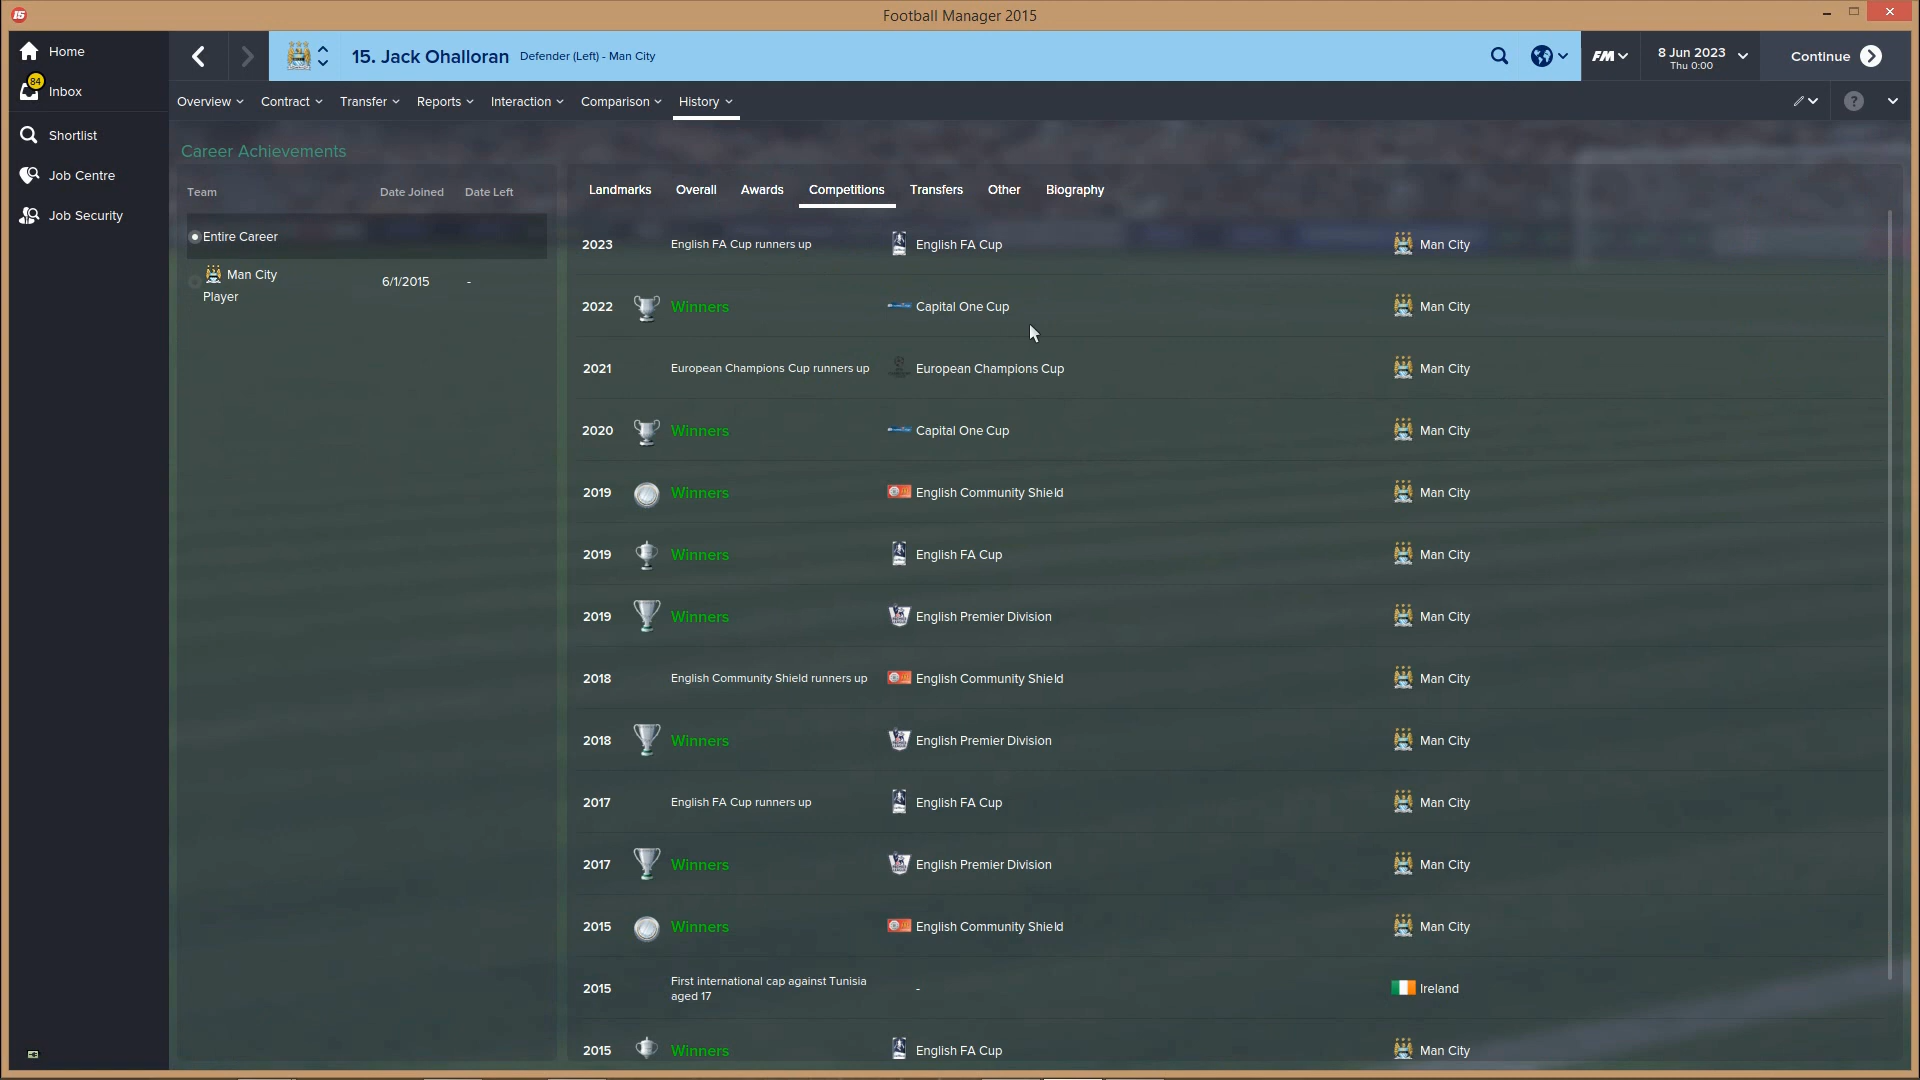 Football Manager 2015
Home
84
Inbox
Shortlist
Job Centre
Job Security
15. Jack Ohalloran Defender (Left) - Man City
FM
8 Jun 2023
Thu 0:00
Continue
Overview Contract Transfer Reports Interaction Comparison History
?
Career Achievements
Team Date Joined Date Left
Entire Career
Man City
Player
6/1/2015 -
Landmarks Overall Awards Competitions Transfers Other Biography
2023 English FA Cup runners up English FA Cup Man City
2022 Winners Capital One Cup Man City
2021 European Champions Cup runners up European Champions Cup Man City
2020 Winners Capital One Cup Man City
2019 Winners English Community Shield Man City
2019 Winners English FA Cup Man City
2019 Winners English Premier Division Man City
2018 English Community Shield runners up English Community Shield Man City
2018 Winners English Premier Division Man City
2017 English FA Cup runners up English FA Cup Man City
2017 Winners English Premier Division Man City
2015 Winners English Community Shield Man City
2015 First international cap against Tunisia
aged 17
- Ireland
2015 Winners English FA Cup Man City